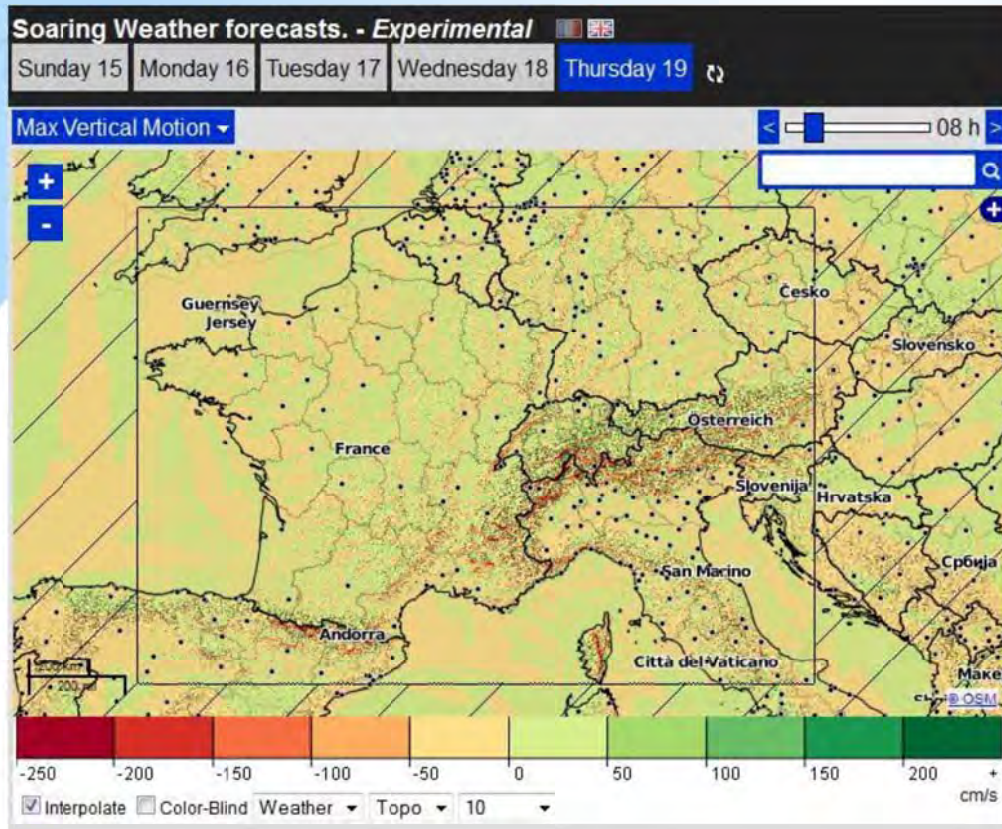 Soaring Weather forecasts. - Experimental
Sunday 15 Monday 16 Tuesday 17 Wednesday 18 Thursday 19
Max Vertical Motion
< 08 h >
+
-
Česko
Guernsey
Jersey
Slovensko
Österreich
France
Slovenija
Hrvatska
Србија
San Marino
Andorra
Città del Vaticano
Маке
© OSM
-250 -200 -150 -100 -50 0 50 100 150 200 +
cm/s
Interpolate Color-Blind Weather Topo 10